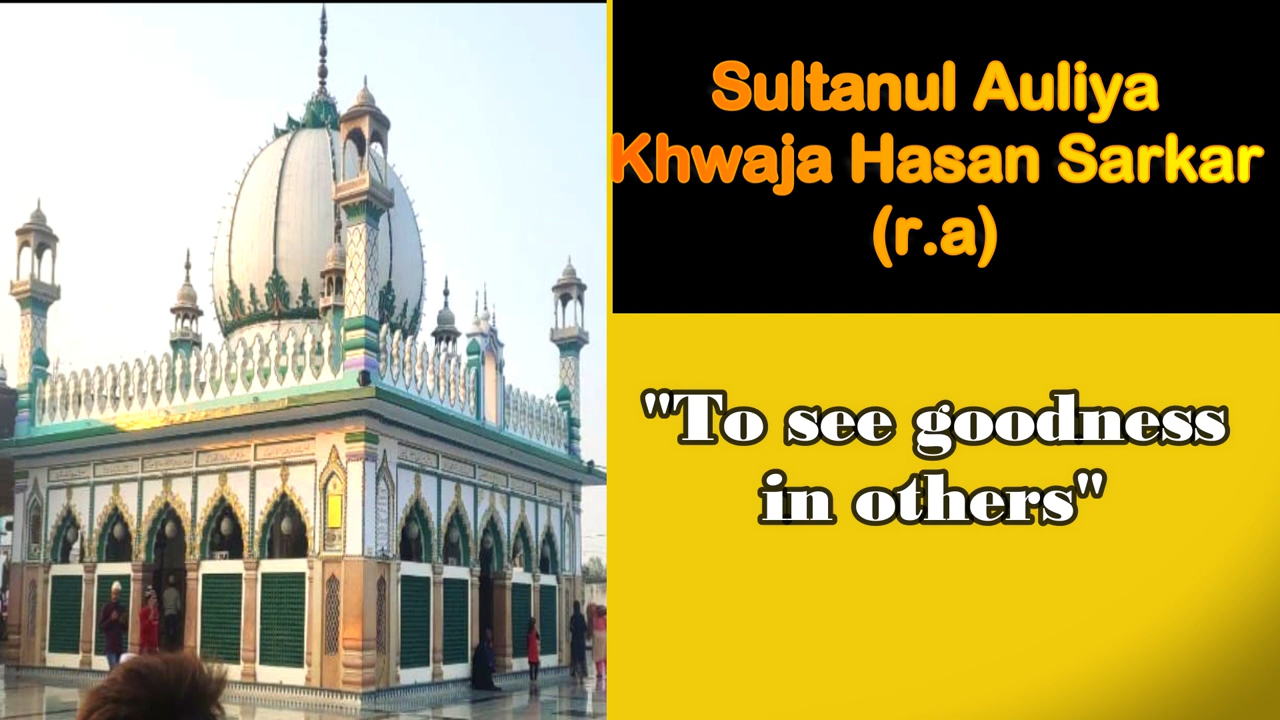 Sultanul Auliya
Khwaja Hasan Sarkar
(r.a)
"To see goodness
in others"